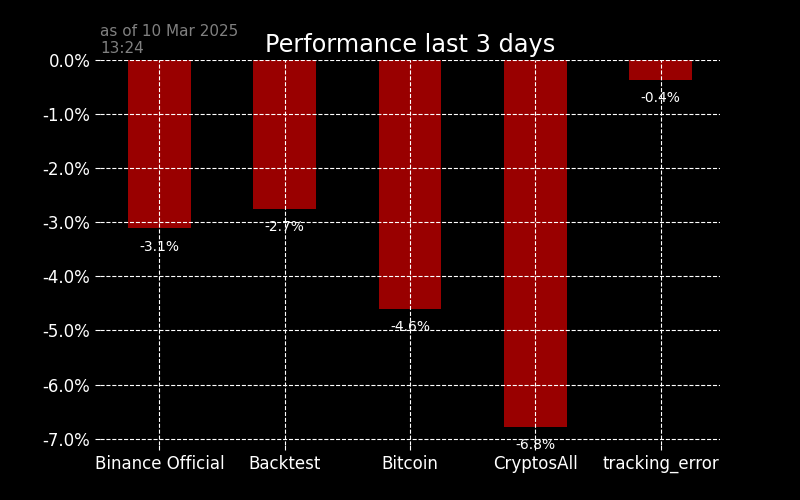 as of 10 Mar 2025
13:24
Performance last 3 days
0.0%
-1.0%
-2.0%
-3.0%
-4.0%
-5.0%
-6.0%
-7.0%
-3.1%
-2.7%
-4.6%
-6.8%
-0.4%
Binance Official
Backtest
Bitcoin
CryptosAll
tracking_error